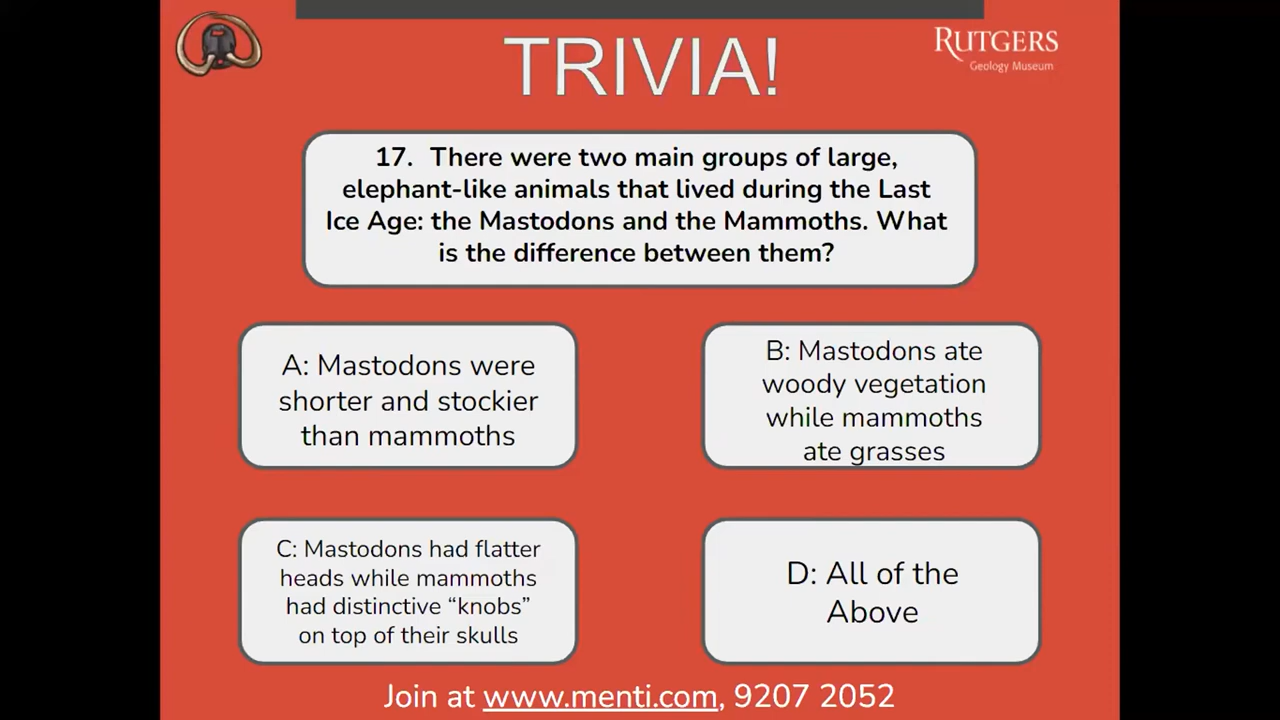 RUTGERS
Geology Museum
TRIVIA!
17. There were two main groups of large,
elephant-like animals that lived during the Last
Ice Age: the Mastodons and the Mammoths. What
is the difference between them?
A: Mastodons were
shorter and stockier
than mammoths
B: Mastodons ate
woody vegetation
while mammoths
ate grasses
C: Mastodons had flatter
heads while mammoths
had distinctive “knobs”
on top of their skulls
D: All of the
Above
Join at www.menti.com, 9207 2052